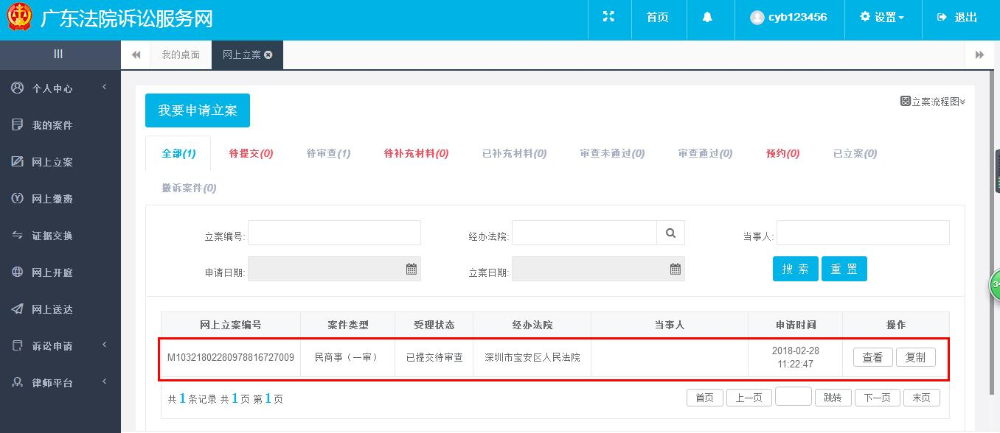 广东法院诉讼服务网
首页
cyb123456
设置
退出
我的桌面
网上立案
个人中心
我的案件
网上立案
网上缴费
证据交换
网上开庭
网上送达
诉讼申请
律师平台
我要申请立案
立案流程图
全部(1) 待提交(0) 待审查(1) 待补充材料(0) 已补充材料(0) 审查未通过(0) 审查通过(0) 预约(0) 已立案(0)
撤诉案件(0)
立案编号: 经办法院: 当事人:
申请日期: 立案日期: 搜 索 重 置
网上立案编号 案件类型 受理状态 经办法院 当事人 申请时间 操作
M10321802280978816727009 民商事（一审） 已提交待审查 深圳市宝安区人民法院 2018-02-28 查看 复制
11:22:47
共1条记录 共1页 第1页 首页 上一页 跳转 下一页 末页